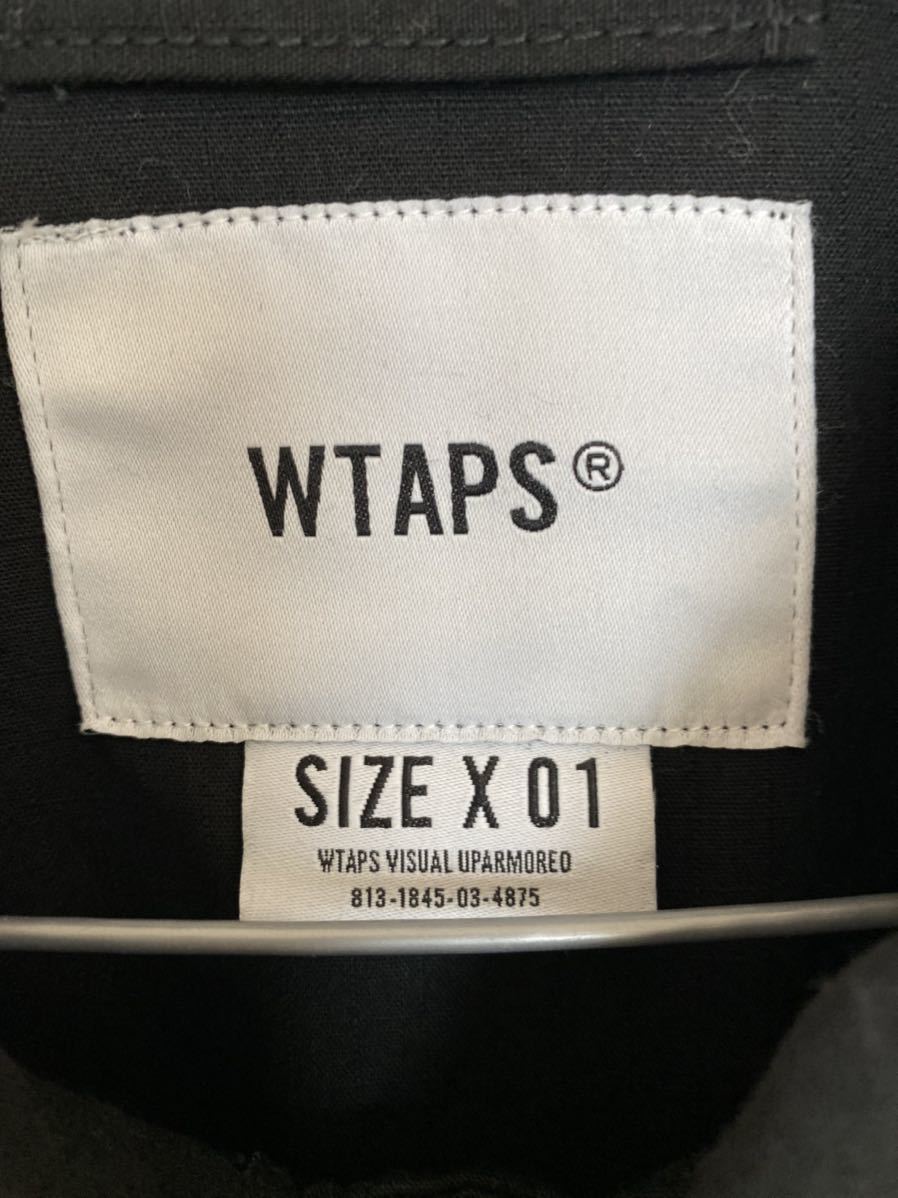 WTAPS®
SIZE X 01
WTAPS VISUAL UPARMORED
813-1845-03-4875